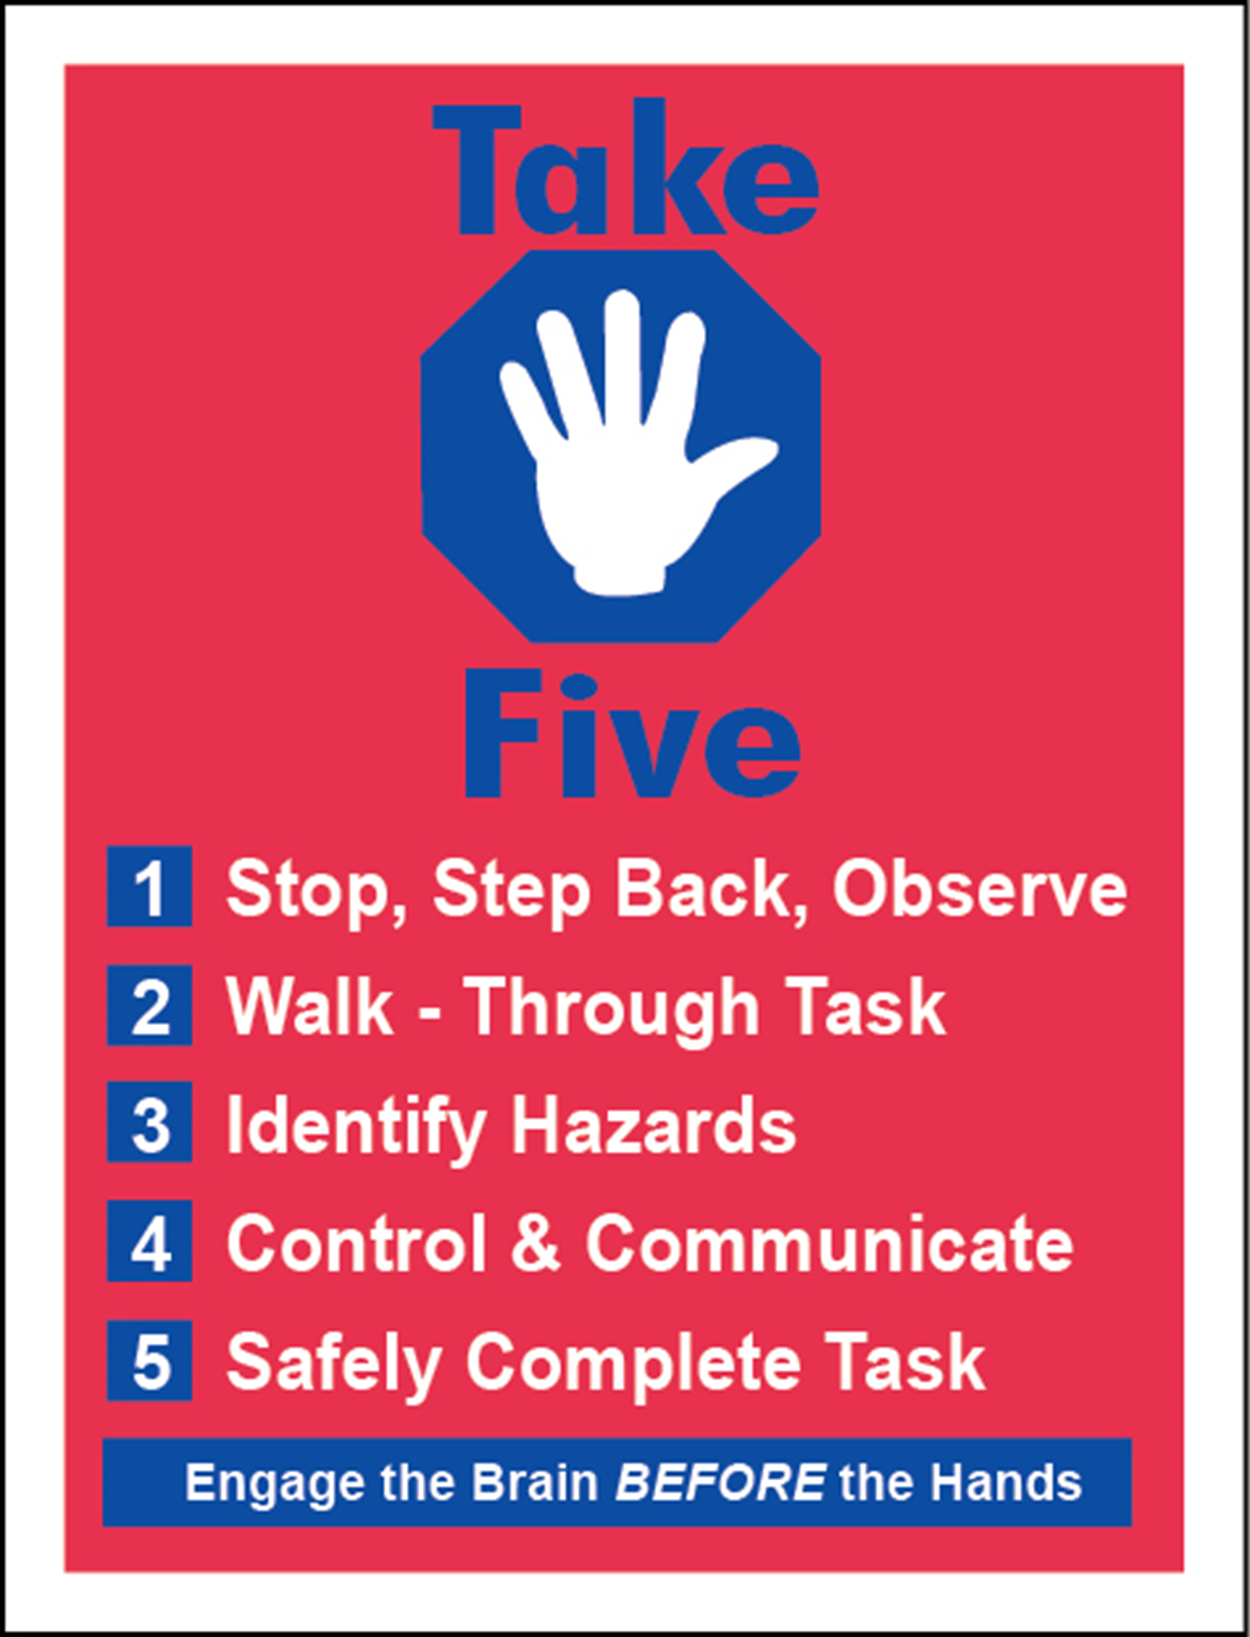 Take
Five
1 Stop, Step Back, Observe
2 Walk - Through Task
3 Identify Hazards
4 Control & Communicate
5 Safely Complete Task
Engage the Brain BEFORE the Hands